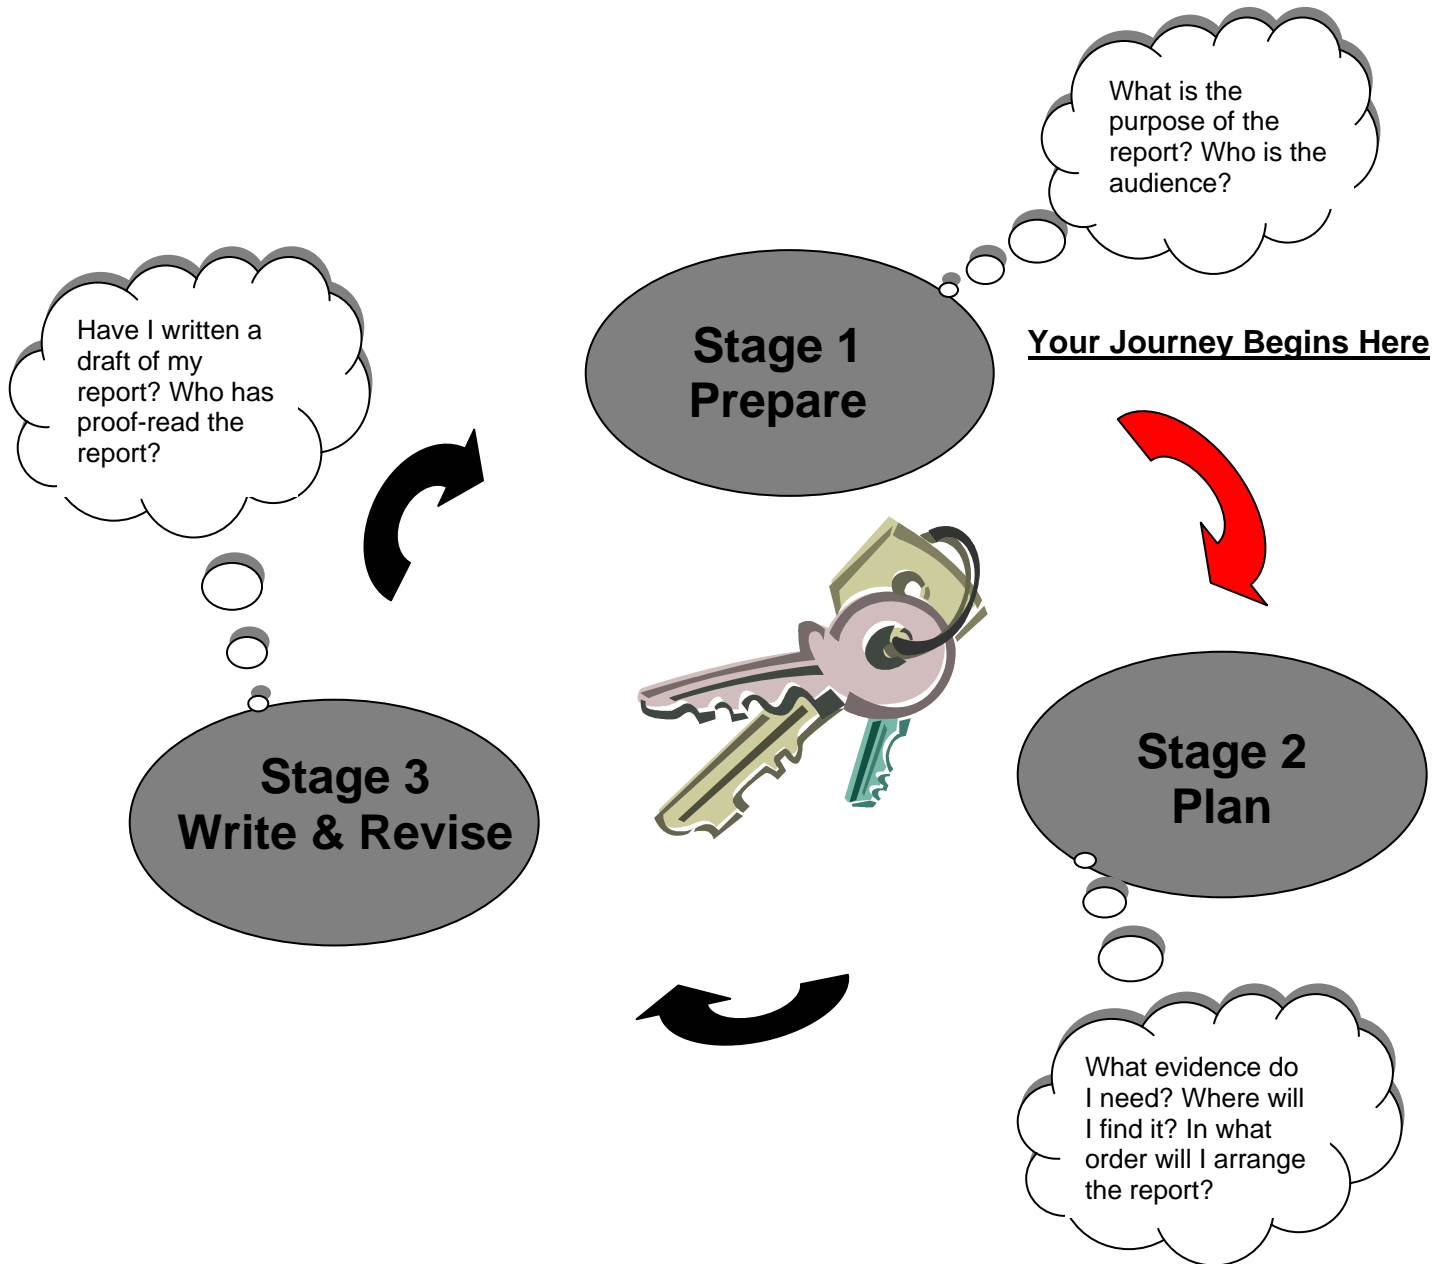 What is the
purpose of the
report? Who is the
audience?
Stage 1
Prepare
Your Journey Begins Here
Have I written a
draft of my
report? Who has
proof-read the
report?
Stage 2
Plan
Stage 3
Write & Revise
What evidence do
I need? Where will
I find it? In what
order will I arrange
the report?